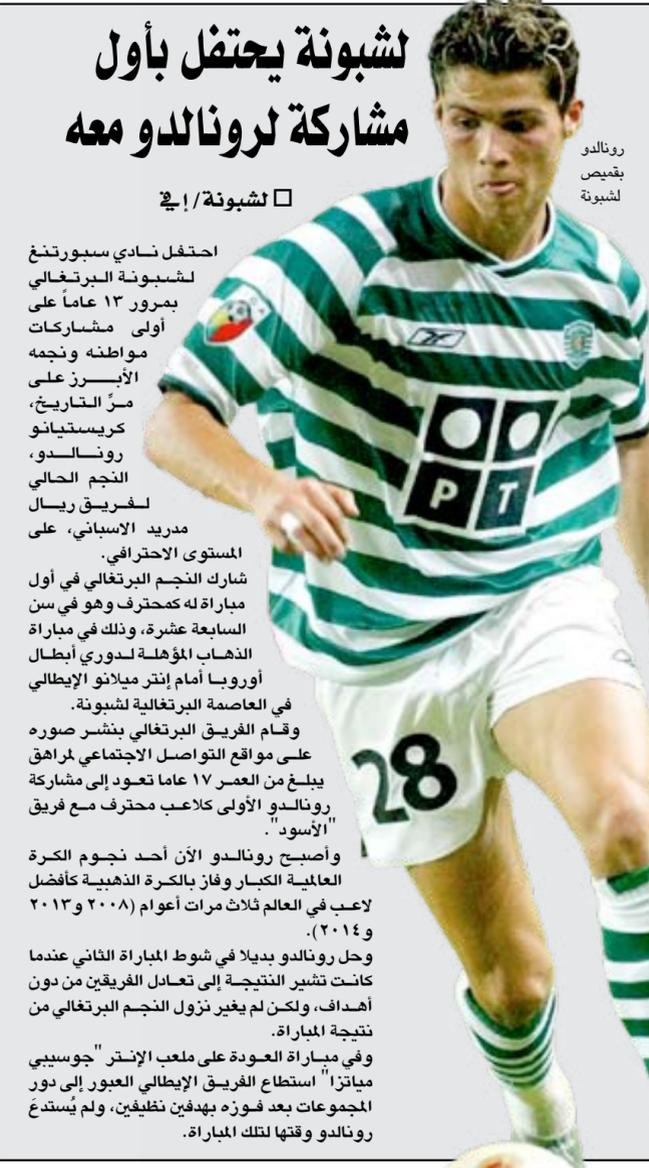 لشبونة يحتفل بأول
مشاركة لرونالدو معه
رونالدو
بقميص
لشبونة
□ لشبونة/إفي
احتفل نادي سبورتنغ
لشبونة البرتغالي
بمرور ١٣ عاماً على
أولى مشاركات
مواطنه ونجمه
الأبرز على
مرِّ التاريخ،
كريستيانو
رونالدو،
النجم الحالي
لفريق ريال
مدريد الاسباني، على
المستوى الاحترافي.
شارك النجم البرتغالي في أول
مباراة له كمحترف وهو في سن
السابعة عشرة، وذلك في مباراة
الذهاب المؤهلة لدوري أبطال
أوروبا أمام إنتر ميلانو الإيطالي
في العاصمة البرتغالية لشبونة.
وقام الفريق البرتغالي بنشر صوره
على مواقع التواصل الاجتماعي لمراهق
يبلغ من العمر ١٧ عاما تعود إلى مشاركة
رونالدو الأولى كلاعب محترف مع فريق
"الأسود".
وأصبح رونالدو الآن أحد نجوم الكرة
العالمية الكبار وفاز بالكرة الذهبية كأفضل
لاعب في العالم ثلاث مرات أعوام (٢٠٠٨ و٢٠١٣
و٢٠١٤).
وحل رونالدو بديلا في شوط المباراة الثاني عندما
كانت تشير النتيجة إلى تعادل الفريقين من دون
أهداف، ولكن لم يغير نزول النجم البرتغالي من
نتيجة المباراة.
وفي مباراة العودة على ملعب الإنتر "جوسيبي
مياتزا" استطاع الفريق الإيطالي العبور إلى دور
المجموعات بعد فوزه بهدفين نظيفين، ولم يُستدعَ
رونالدو وقتها لتلك المباراة.
PT
28